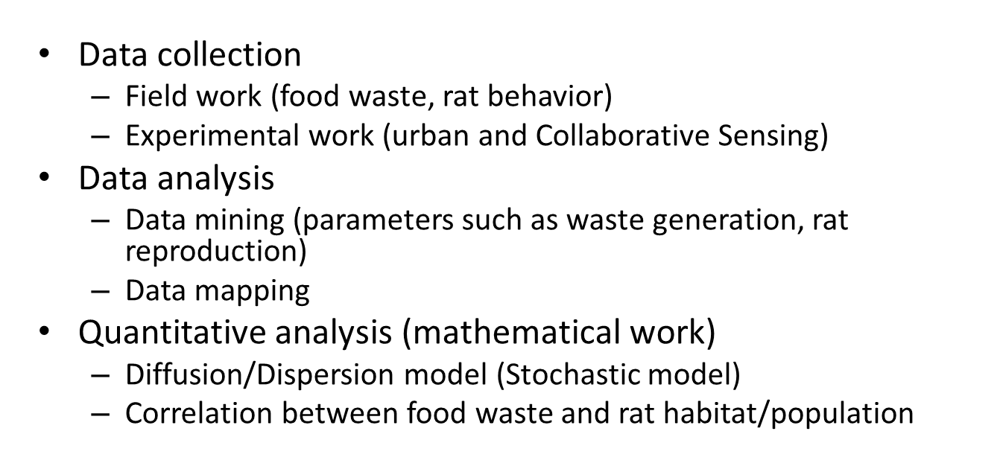 • Data collection
– Field work (food waste, rat behavior)
– Experimental work (urban and Collaborative Sensing)
• Data analysis
– Data mining (parameters such as waste generation, rat
reproduction)
– Data mapping
• Quantitative analysis (mathematical work)
– Diffusion/Dispersion model (Stochastic model)
– Correlation between food waste and rat habitat/population